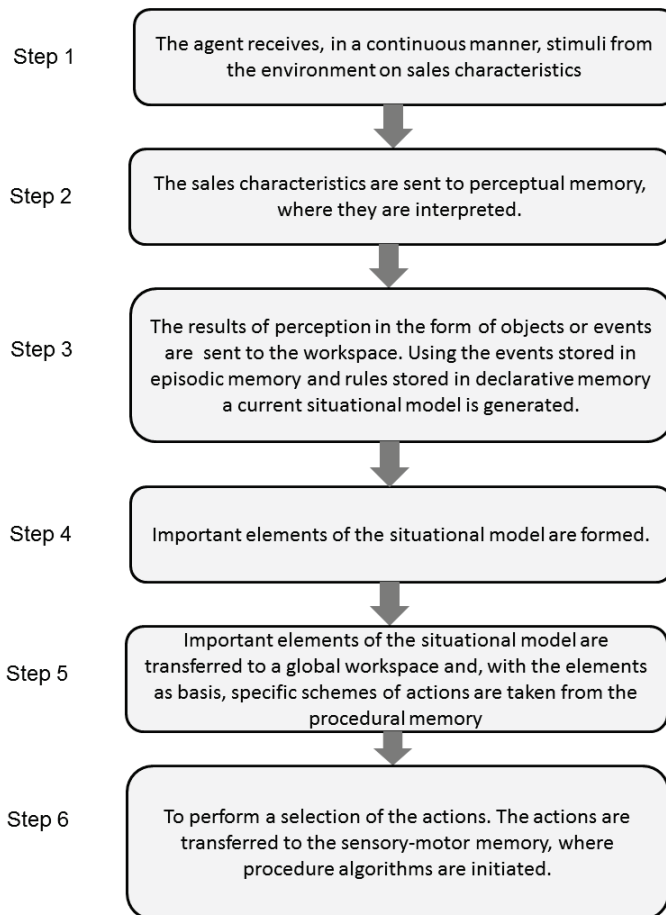 Step 1
The agent receives, in a continuous manner, stimuli from
the environment on sales characteristics
Step 2
The sales characteristics are sent to perceptual memory,
where they are interpreted.
Step 3
The results of perception in the form of objects or events
are sent to the workspace. Using the events stored in
episodic memory and rules stored in declarative memory
a current situational model is generated.
Step 4
Important elements of the situational model are formed.
Step 5
Important elements of the situational model are
transferred to a global workspace and, with the elements
as basis, specific schemes of actions are taken from the
procedural memory
Step 6
To perform a selection of the actions. The actions are
transferred to the sensory-motor memory, where
procedure algorithms are initiated.